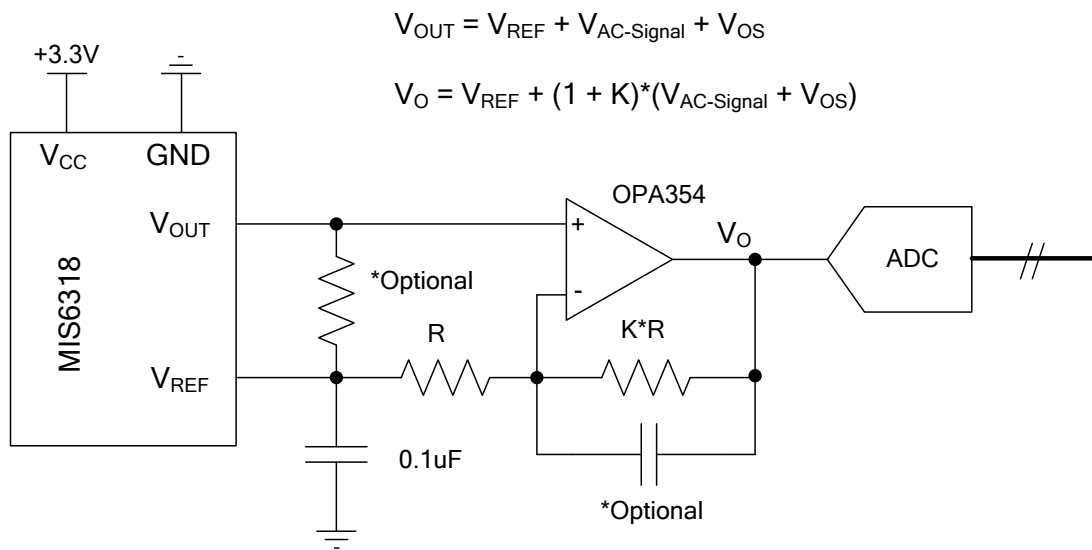 V_OUT = V_REF + V_AC-Signal + V_OS
+3.3V
-
V_O = V_REF + (1 + K)*(V_AC-Signal + V_OS)
V_CC GND
OPA354
V_OUT
+
V_O
ADC
*Optional
-
MIS6318
R
K*R
V_REF
0.1uF
*Optional
-